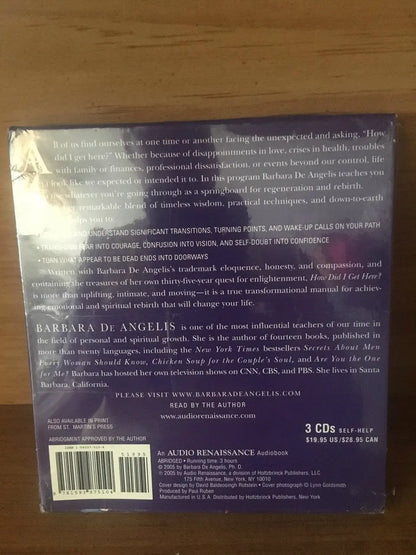 All of us find ourselves at one time or another facing the unexpected and asking, "How
did I get here?" Whether because of disappointments in love, crises in health, troubles
with family or finances, professional dissatisfaction, or events beyond our control, life
look like we expected or intended it to. In this program Barbara De Angelis teaches you
whatever you're going through as a springboard for regeneration and rebirth.
remarkable blend of timeless wisdom, practical techniques, and down-to-earth
helps you to:
AND UNDERSTAND SIGNIFICANT TRANSITIONS, TURNING POINTS, AND WAKE-UP CALLS ON YOUR PATH
• TRANSFORM FEAR INTO COURAGE, CONFUSION INTO VISION, AND SELF-DOUBT INTO CONFIDENCE
• TURN WHAT APPEAR TO BE DEAD ENDS INTO DOORWAYS
Written with Barbara De Angelis's trademark eloquence, honesty, and compassion, and
containing the treasures of her own thirty-five-year quest for enlightenment, How Did I Get Here?
is more than uplifting, intimate, and moving—it is a true transformational manual for achiev-
ing emotional and spiritual rebirth that will change your life.
BARBARA DE ANGELIS is one of the most influential teachers of our time in
the field of personal and spiritual growth. She is the author of fourteen books, published in
more than twenty languages, including the New York Times bestsellers Secrets About Men
Every Woman Should Know, Chicken Soup for the Couple's Soul, and Are You the One
for Me? Barbara has hosted her own television shows on CNN, CBS, and PBS. She lives in Santa
Barbara, California.
PLEASE VISIT WWW.BARBARADEANGELIS.COM
READ BY THE AUTHOR
www.audiorenaissance.com
ALSO AVAILABLE IN PRINT
FROM ST. MARTIN'S PRESS
ABRIDGMENT APPROVED BY THE AUTHOR
3 CDs SELF-HELP
$19.95 US/$28.95 CAN
An AUDIO RENAISSANCE Audiobook
ABRIDGED • Running time: 3 hours
© 2005 by Barbara De Angelis, Ph. D.
℗ 2005 by Audio Renaissance, a division of Holtzbrinck Publishers, LLC
175 Fifth Avenue, New York, NY 10010
Cover design by David Baldeosingh Rotstein • Cover photograph © Lynn Goldsmith
Produced by Paul Ruben
Manufactured in U.S.A. Distributed by Holtzbrinck Publishers, New York
51995